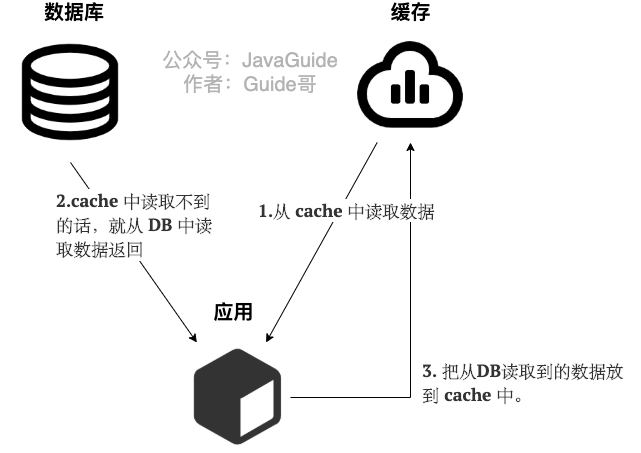 数据库
缓存
公众号：JavaGuide
作者：Guide哥
2.cache 中读取不到
的话，就从 DB 中读
取数据返回
1.从 cache 中读取数据
应用
3. 把从DB读取到的数据放
到 cache 中。